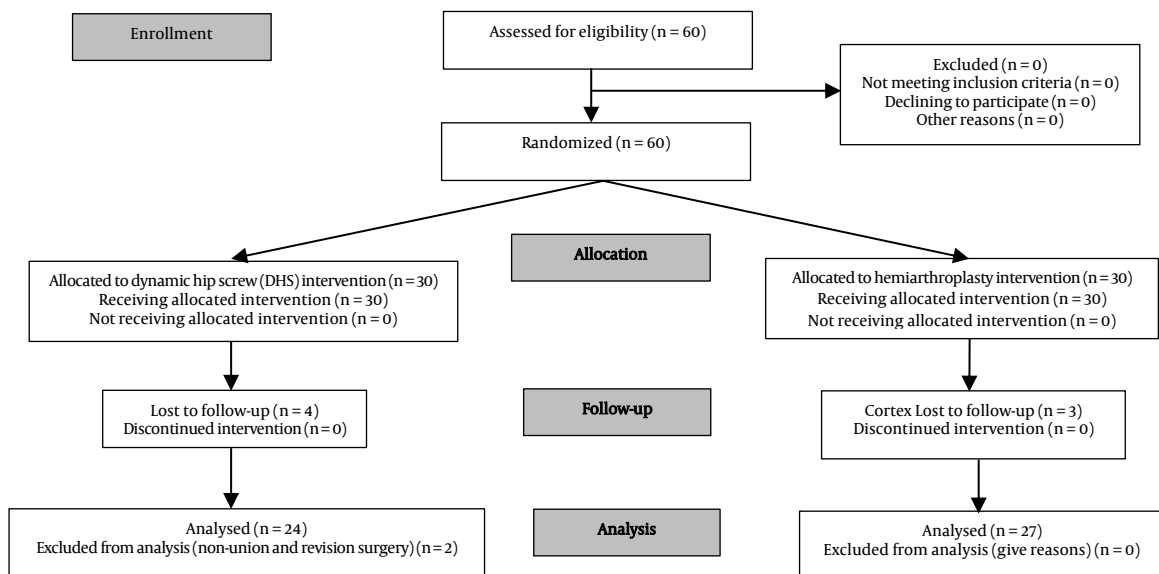 Enrollment
Assessed for eligibility (n = 60)
Excluded (n = 0)
Not meeting inclusion criteria (n = 0)
Declining to participate (n = 0)
Other reasons (n = 0)
Randomized (n = 60)
Allocation
Allocated to dynamic hip screw (DHS) intervention (n = 30)
Receiving allocated intervention (n = 30)
Not receiving allocated intervention (n = 0)
Allocated to hemiarthroplasty intervention (n = 30)
Receiving allocated intervention (n = 30)
Not receiving allocated intervention (n = 0)
Follow-up
Lost to follow-up (n = 4)
Discontinued intervention (n = 0)
Cortex Lost to follow-up (n = 3)
Discontinued intervention (n = 0)
Analysis
Analysed (n = 24)
Excluded from analysis (non-union and revision surgery) (n = 2)
Analysed (n = 27)
Excluded from analysis (give reasons) (n = 0)